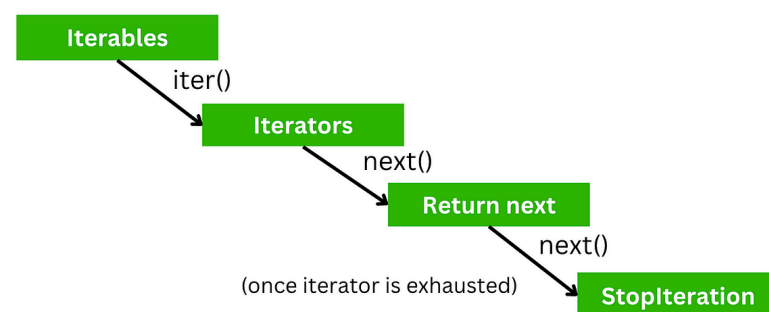 Iterables
iter()
Iterators
next()
Return next
next()
(once iterator is exhausted)
StopIteration